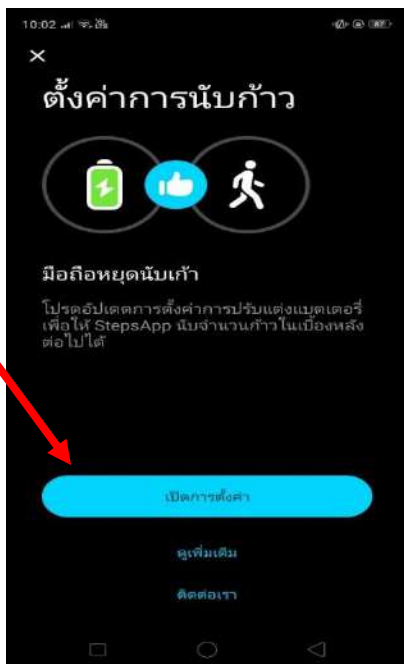 10:02
87
ตั้งค่าการนับก้าว
มือถือหยุดนับเก้า
โปรดอัปเดตการตั้งค่าการปรับแต่งแบตเตอรี่
เพื่อให้ StepsApp นับจำนวนก้าวในเบื้องหลัง
ต่อไปได้
เปิดการตั้งค่า
ดูเพิ่มเติม
ติดต่อเรา